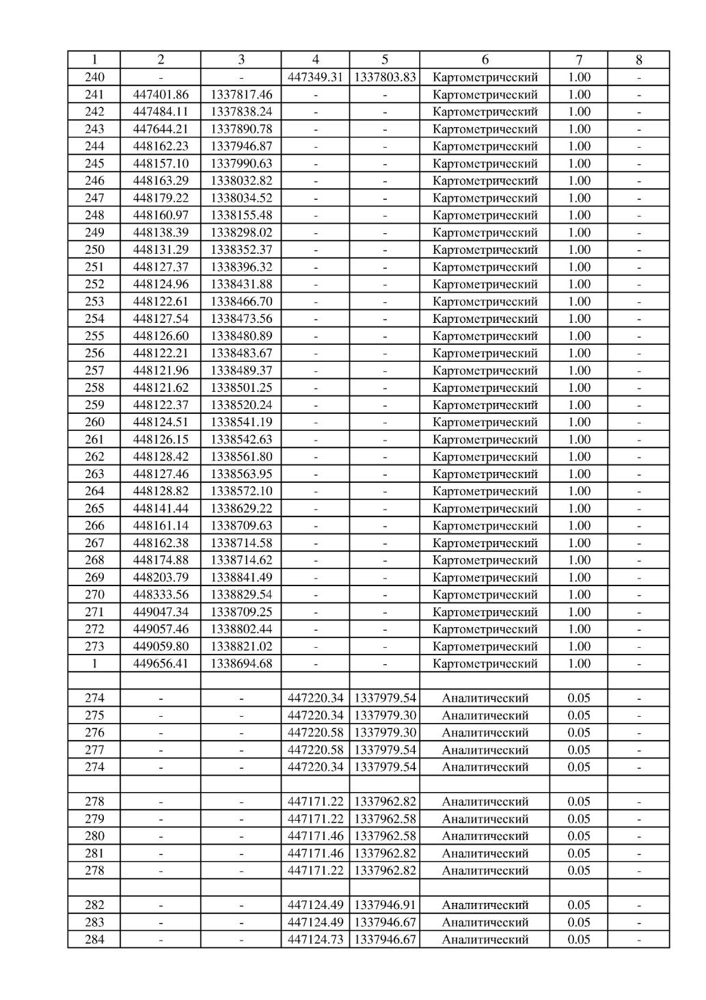 1 2 3 4 5 6 7 8
240 - - 447349.31 1337803.83 Картометрический 1.00 -
241 447401.86 1337817.46 - - Картометрический 1.00 -
242 447484.11 1337838.24 - - Картометрический 1.00 -
243 447644.21 1337890.78 - - Картометрический 1.00 -
244 448162.23 1337946.87 - - Картометрический 1.00 -
245 448157.10 1337990.63 - - Картометрический 1.00 -
246 448163.29 1338032.82 - - Картометрический 1.00 -
247 448179.22 1338034.52 - - Картометрический 1.00 -
248 448160.97 1338155.48 - - Картометрический 1.00 -
249 448138.39 1338298.02 - - Картометрический 1.00 -
250 448131.29 1338352.37 - - Картометрический 1.00 -
251 448127.37 1338396.32 - - Картометрический 1.00 -
252 448124.96 1338431.88 - - Картометрический 1.00 -
253 448122.61 1338466.70 - - Картометрический 1.00 -
254 448127.54 1338473.56 - - Картометрический 1.00 -
255 448126.60 1338480.89 - - Картометрический 1.00 -
256 448122.21 1338483.67 - - Картометрический 1.00 -
257 448121.96 1338489.37 - - Картометрический 1.00 -
258 448121.62 1338501.25 - - Картометрический 1.00 -
259 448122.37 1338520.24 - - Картометрический 1.00 -
260 448124.51 1338541.19 - - Картометрический 1.00 -
261 448126.15 1338542.63 - - Картометрический 1.00 -
262 448128.42 1338561.80 - - Картометрический 1.00 -
263 448127.46 1338563.95 - - Картометрический 1.00 -
264 448128.82 1338572.10 - - Картометрический 1.00 -
265 448141.44 1338629.22 - - Картометрический 1.00 -
266 448161.14 1338709.63 - - Картометрический 1.00 -
267 448162.38 1338714.58 - - Картометрический 1.00 -
268 448174.88 1338714.62 - - Картометрический 1.00 -
269 448203.79 1338841.49 - - Картометрический 1.00 -
270 448333.56 1338829.54 - - Картометрический 1.00 -
271 449047.34 1338709.25 - - Картометрический 1.00 -
272 449057.46 1338802.44 - - Картометрический 1.00 -
273 449059.80 1338821.02 - - Картометрический 1.00 -
1 449656.41 1338694.68 - - Картометрический 1.00 -
274 - - 447220.34 1337979.54 Аналитический 0.05 -
275 - - 447220.34 1337979.30 Аналитический 0.05 -
276 - - 447220.58 1337979.30 Аналитический 0.05 -
277 - - 447220.58 1337979.54 Аналитический 0.05 -
274 - - 447220.34 1337979.54 Аналитический 0.05 -
278 - - 447171.22 1337962.82 Аналитический 0.05 -
279 - - 447171.22 1337962.58 Аналитический 0.05 -
280 - - 447171.46 1337962.58 Аналитический 0.05 -
281 - - 447171.46 1337962.82 Аналитический 0.05 -
278 - - 447171.22 1337962.82 Аналитический 0.05 -
282 - - 447124.49 1337946.91 Аналитический 0.05 -
283 - - 447124.49 1337946.67 Аналитический 0.05 -
284 - - 447124.73 1337946.67 Аналитический 0.05 -